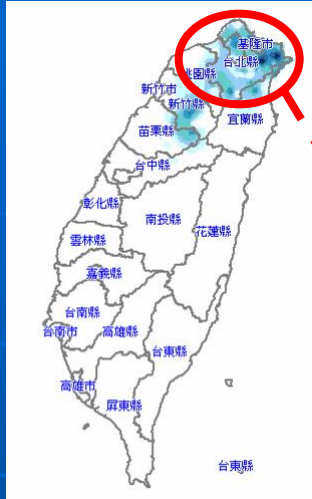 基隆市
台北縣
桃園縣
新竹市
新竹縣
宜蘭縣
苗栗縣
台中縣
彰化縣
南投縣
花蓮縣
雲林縣
嘉義縣
台南縣
台南市
高雄縣
台東縣
高雄市
屏東縣
台東縣